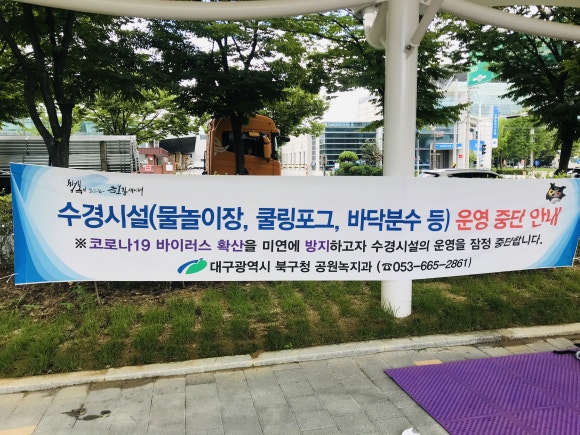 수경시설(물놀이장, 쿨링포그, 바닥분수 등) 운영 중단 안내
※코로나19 바이러스 확산을 미연에 방지하고자 수경시설의 운영을 잠정 중단합니다.
대구광역시 북구청 공원녹지과 (☎053-665-2861)